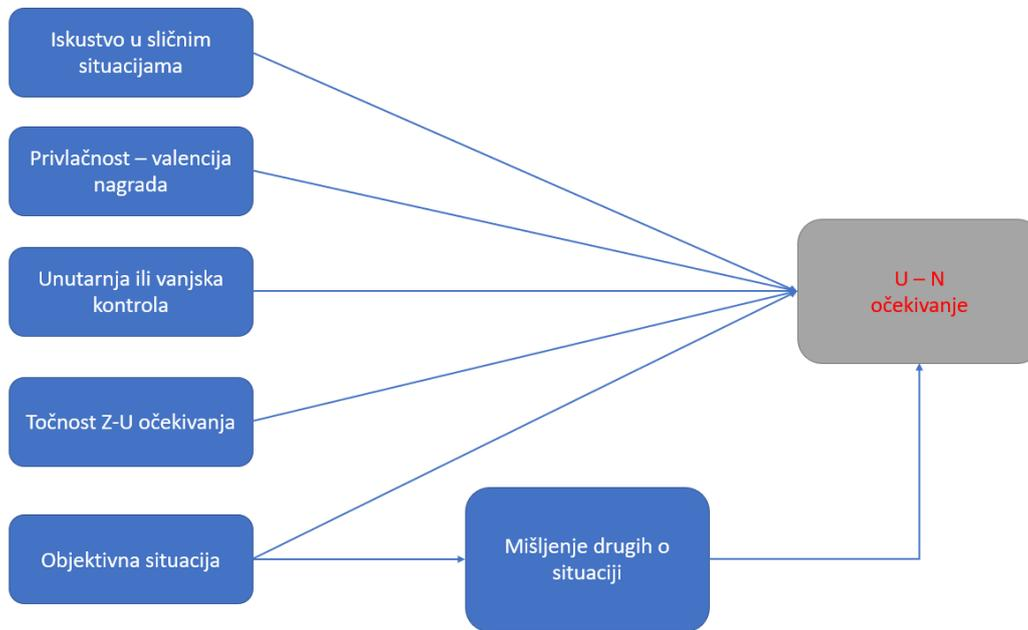 Iskustvo u sličnim
situacijama
Privlačnost – valencija
nagrada
Unutarnja ili vanjska
kontrola
U – N
očekivanje
Točnost Z-U očekivanja
Objektivna situacija
Mišljenje drugih o
situaciji